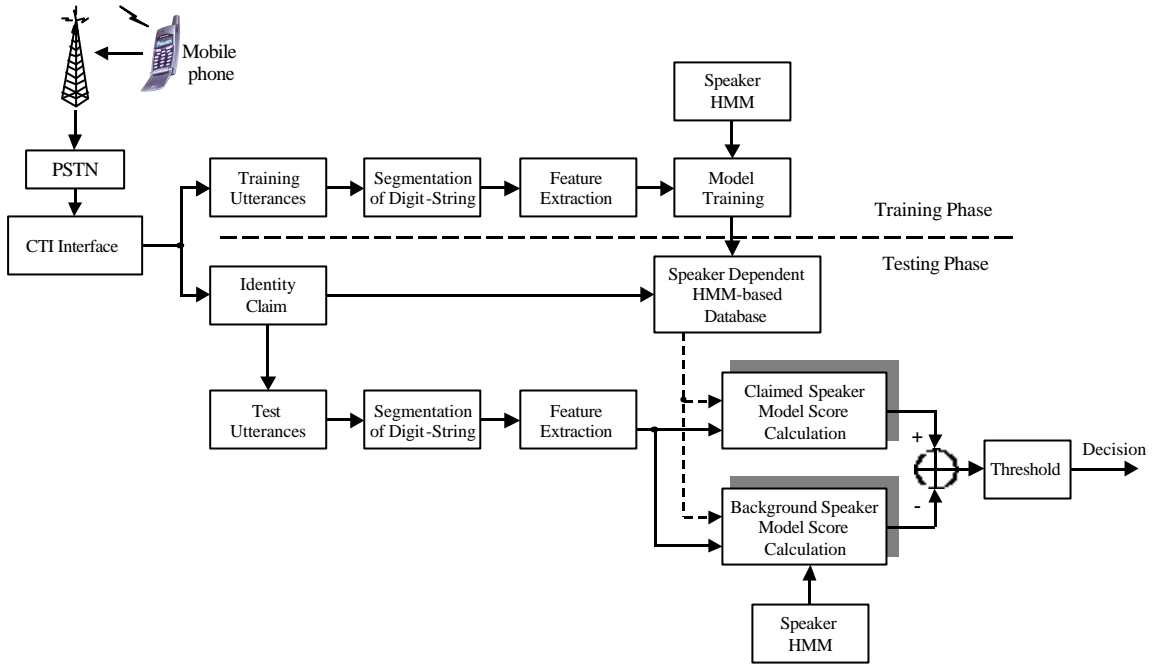 Mobile
phone
Speaker
HMM
PSTN
Training
Utterances
Segmentation
of Digit-String
Feature
Extraction
Model
Training
Training Phase
CTI Interface
Testing Phase
Identity
Claim
Speaker Dependent
HMM-based
Database
Test
Utterances
Segmentation
of Digit-String
Feature
Extraction
Claimed Speaker
Model Score
Calculation
+
Threshold
Decision
-
Background Speaker
Model Score
Calculation
Speaker
HMM